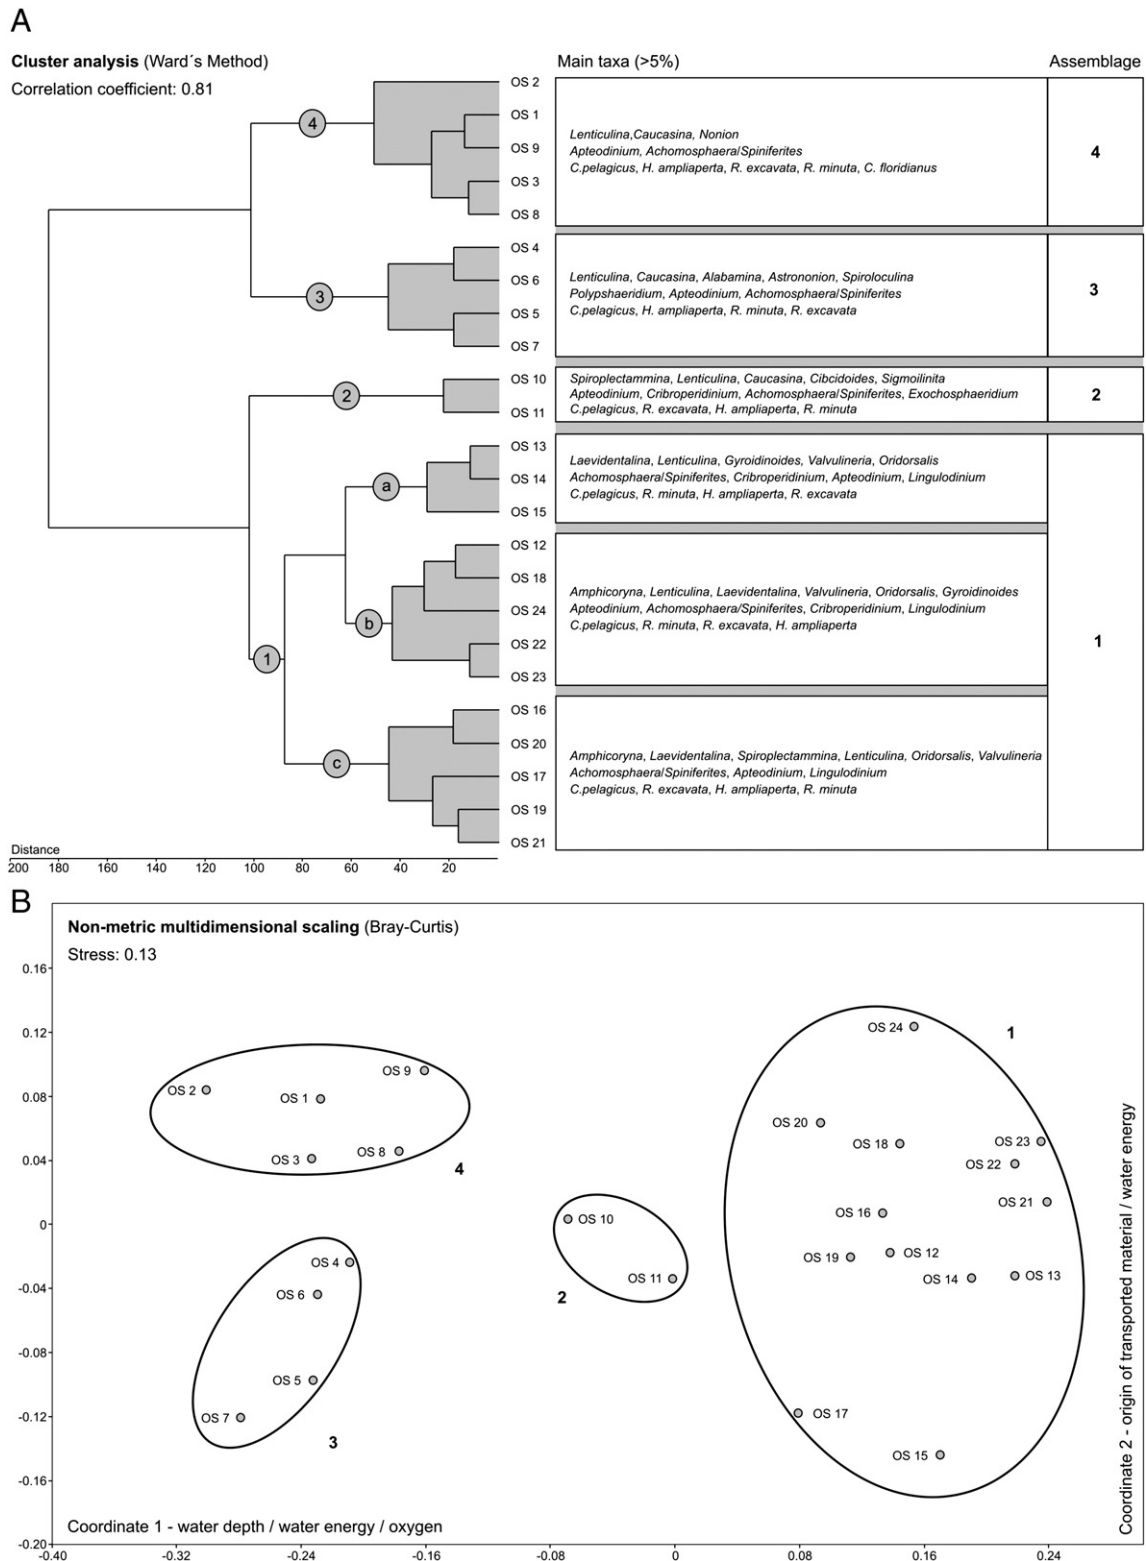 A
Cluster analysis (Ward´s Method)
Correlation coefficient: 0.81
Main taxa (>5%)
Assemblage
OS 2
OS 1
OS 9
OS 3
OS 8
OS 4
OS 6
OS 5
OS 7
OS 10
OS 11
OS 13
OS 14
OS 15
OS 12
OS 18
OS 24
OS 22
OS 23
OS 16
OS 20
OS 17
OS 19
OS 21
4
3
2
a
b
1
c
Lenticulina,Caucasina, Nonion
Apteodinium, Achomosphaera/Spiniferites
C.pelagicus, H. ampliaperta, R. excavata, R. minuta, C. floridianus
4
Lenticulina, Caucasina, Alabamina, Astrononion, Spiroloculina
Polypshaeridium, Apteodinium, Achomosphaera/Spiniferites
C.pelagicus, H. ampliaperta, R. minuta, R. excavata
3
Spiroplectammina, Lenticulina, Caucasina, Cibcidoides, Sigmoilinita
Apteodinium, Cribroperidinium, Achomosphaera/Spiniferites, Exochosphaeridium
C.pelagicus, R. excavata, H. ampliaperta, R. minuta
2
Laevidentalina, Lenticulina, Gyroidinoides, Valvulineria, Oridorsalis
Achomosphaera/Spiniferites, Cribroperidinium, Apteodinium, Lingulodinium
C.pelagicus, R. minuta, H. ampliaperta, R. excavata
Amphicoryna, Lenticulina, Laevidentalina, Valvulineria, Oridorsalis, Gyroidinoides
Apteodinium, Achomosphaera/Spiniferites, Cribroperidinium, Lingulodinium
C.pelagicus, R. minuta, R. excavata, H. ampliaperta
1
Amphicoryna, Laevidentalina, Spiroplectammina, Lenticulina, Oridorsalis, Valvulineria
Achomosphaera/Spiniferites, Apteodinium, Lingulodinium
C.pelagicus, R. excavata, H. ampliaperta, R. minuta
Distance
200 180 160 140 120 100 80 60 40 20
B
Non-metric multidimensional scaling (Bray-Curtis)
Stress: 0.13
0.16
0.12
0.08
0.04
0
-0.04
-0.08
-0.12
-0.16
-0.20
OS 24
1
OS 9
OS 2
OS 1
OS 20
OS 18
OS 23
OS 3
OS 8
4
OS 22
OS 21
OS 10
OS 16
OS 4
OS 19
OS 12
OS 6
OS 11
OS 14
OS 13
2
OS 5
OS 7
OS 17
3
OS 15
Coordinate 1 - water depth / water energy / oxygen
Coordinate 2 - origin of transported material / water energy
-0.40 -0.32 -0.24 -0.16 -0.08 0 0.08 0.16 0.24